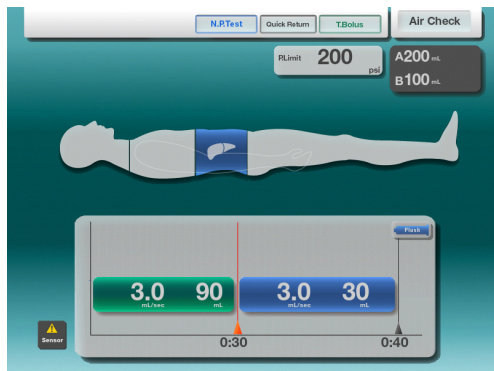 N.P.Test Quick Return T.Bolus Air Check
P.Limit 200 psi
A200 mL
B100 mL
Flush
3.0 mL/sec 90 mL 3.0 mL/sec 30 mL
Sensor
0:30 0:40